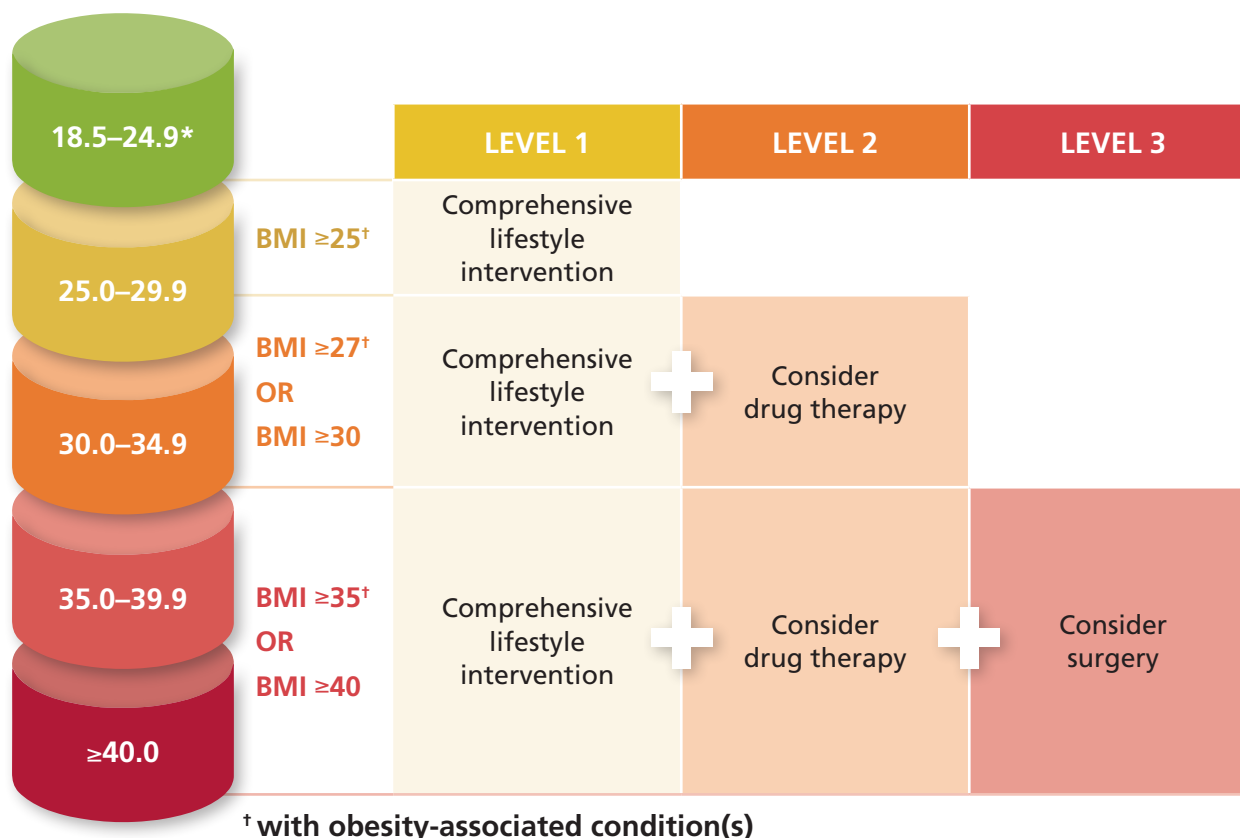 18.5–24.9*
25.0–29.9
30.0–34.9
35.0–39.9
≥40.0
LEVEL 1
LEVEL 2
LEVEL 3
BMI ≥25†
Comprehensive
lifestyle
intervention
BMI ≥27†
OR
BMI ≥30
Comprehensive
lifestyle
intervention
Consider
drug therapy
BMI ≥35†
OR
BMI ≥40
Comprehensive
lifestyle
intervention
Consider
drug therapy
Consider
surgery
† with obesity-associated condition(s)